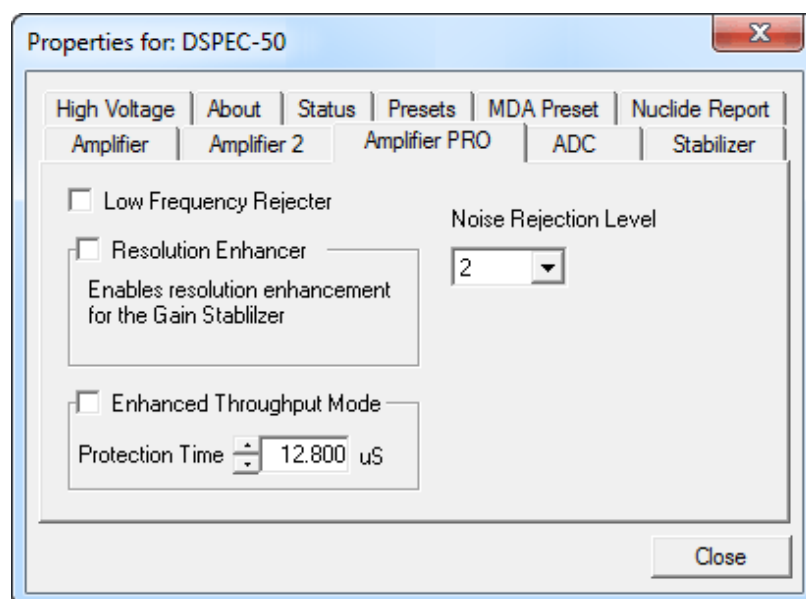 Properties for: DSPEC-50
High Voltage About Status Presets MDA Preset Nuclide Report
Amplifier Amplifier 2 Amplifier PRO ADC Stabilizer
Low Frequency Rejecter
Noise Rejection Level
2
Resolution Enhancer
Enables resolution enhancement
for the Gain Stablilzer
Enhanced Throughput Mode
Protection Time 12.800 uS
Close